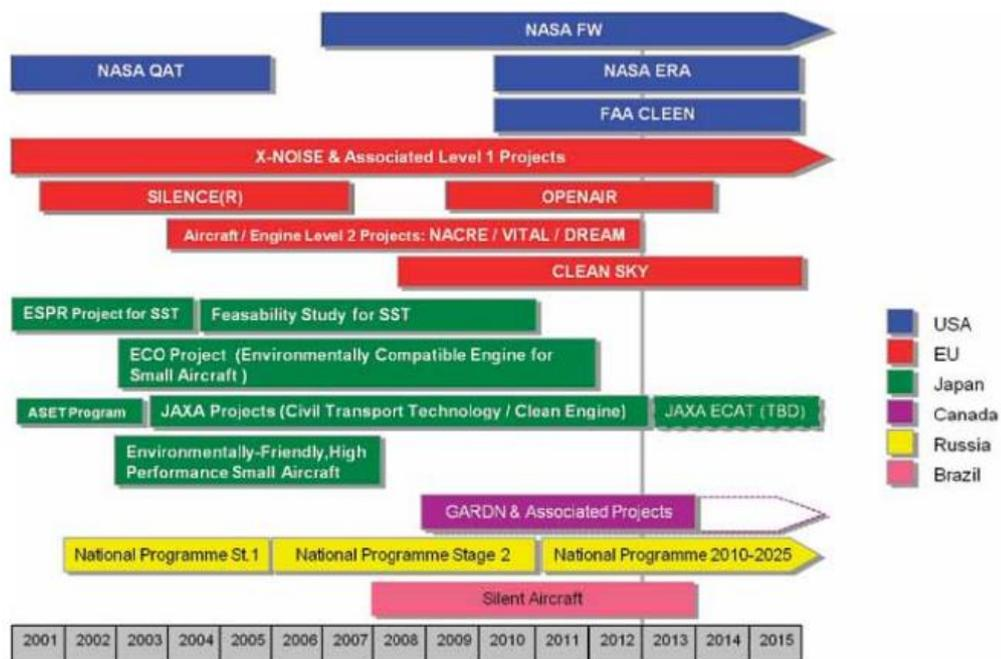 NASA FW
NASA QAT
NASA ERA
FAA CLEEN
X-NOISE & Associated Level 1 Projects
SILENCE(R)
OPENAIR
Aircraft / Engine Level 2 Projects: NACRE / VITAL / DREAM
CLEAN SKY
ESPR Project for SST
Feasability Study for SST
ECO Project (Environmentally Compatible Engine for
Small Aircraft )
ASET Program
JAXA Projects (Civil Transport Technology / Clean Engine)
JAXA ECAT (TBD)
Environmentally-Friendly,High
Performance Small Aircraft
GARDN & Associated Projects
National Programme St.1
National Programme Stage 2
National Programme 2010-2025
Silent Aircraft
2001 2002 2003 2004 2005 2006 2007 2008 2009 2010 2011 2012 2013 2014 2015
USA
EU
Japan
Canada
Russia
Brazil